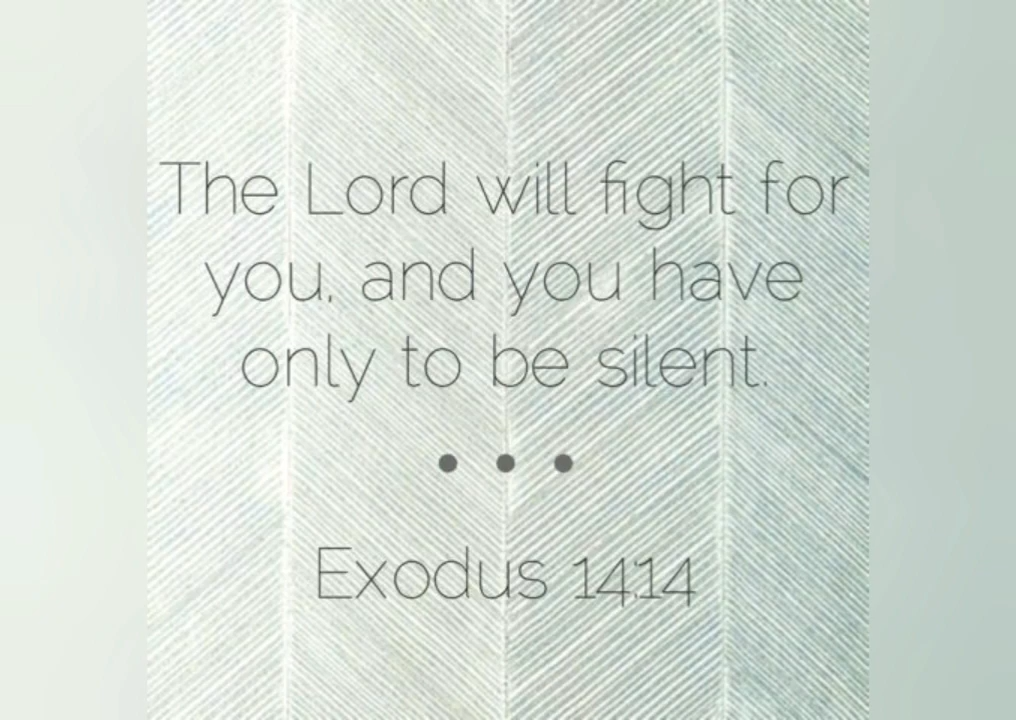 The Lord will fight for
you, and you have
only to be silent.
• • •
Exodus 14:14